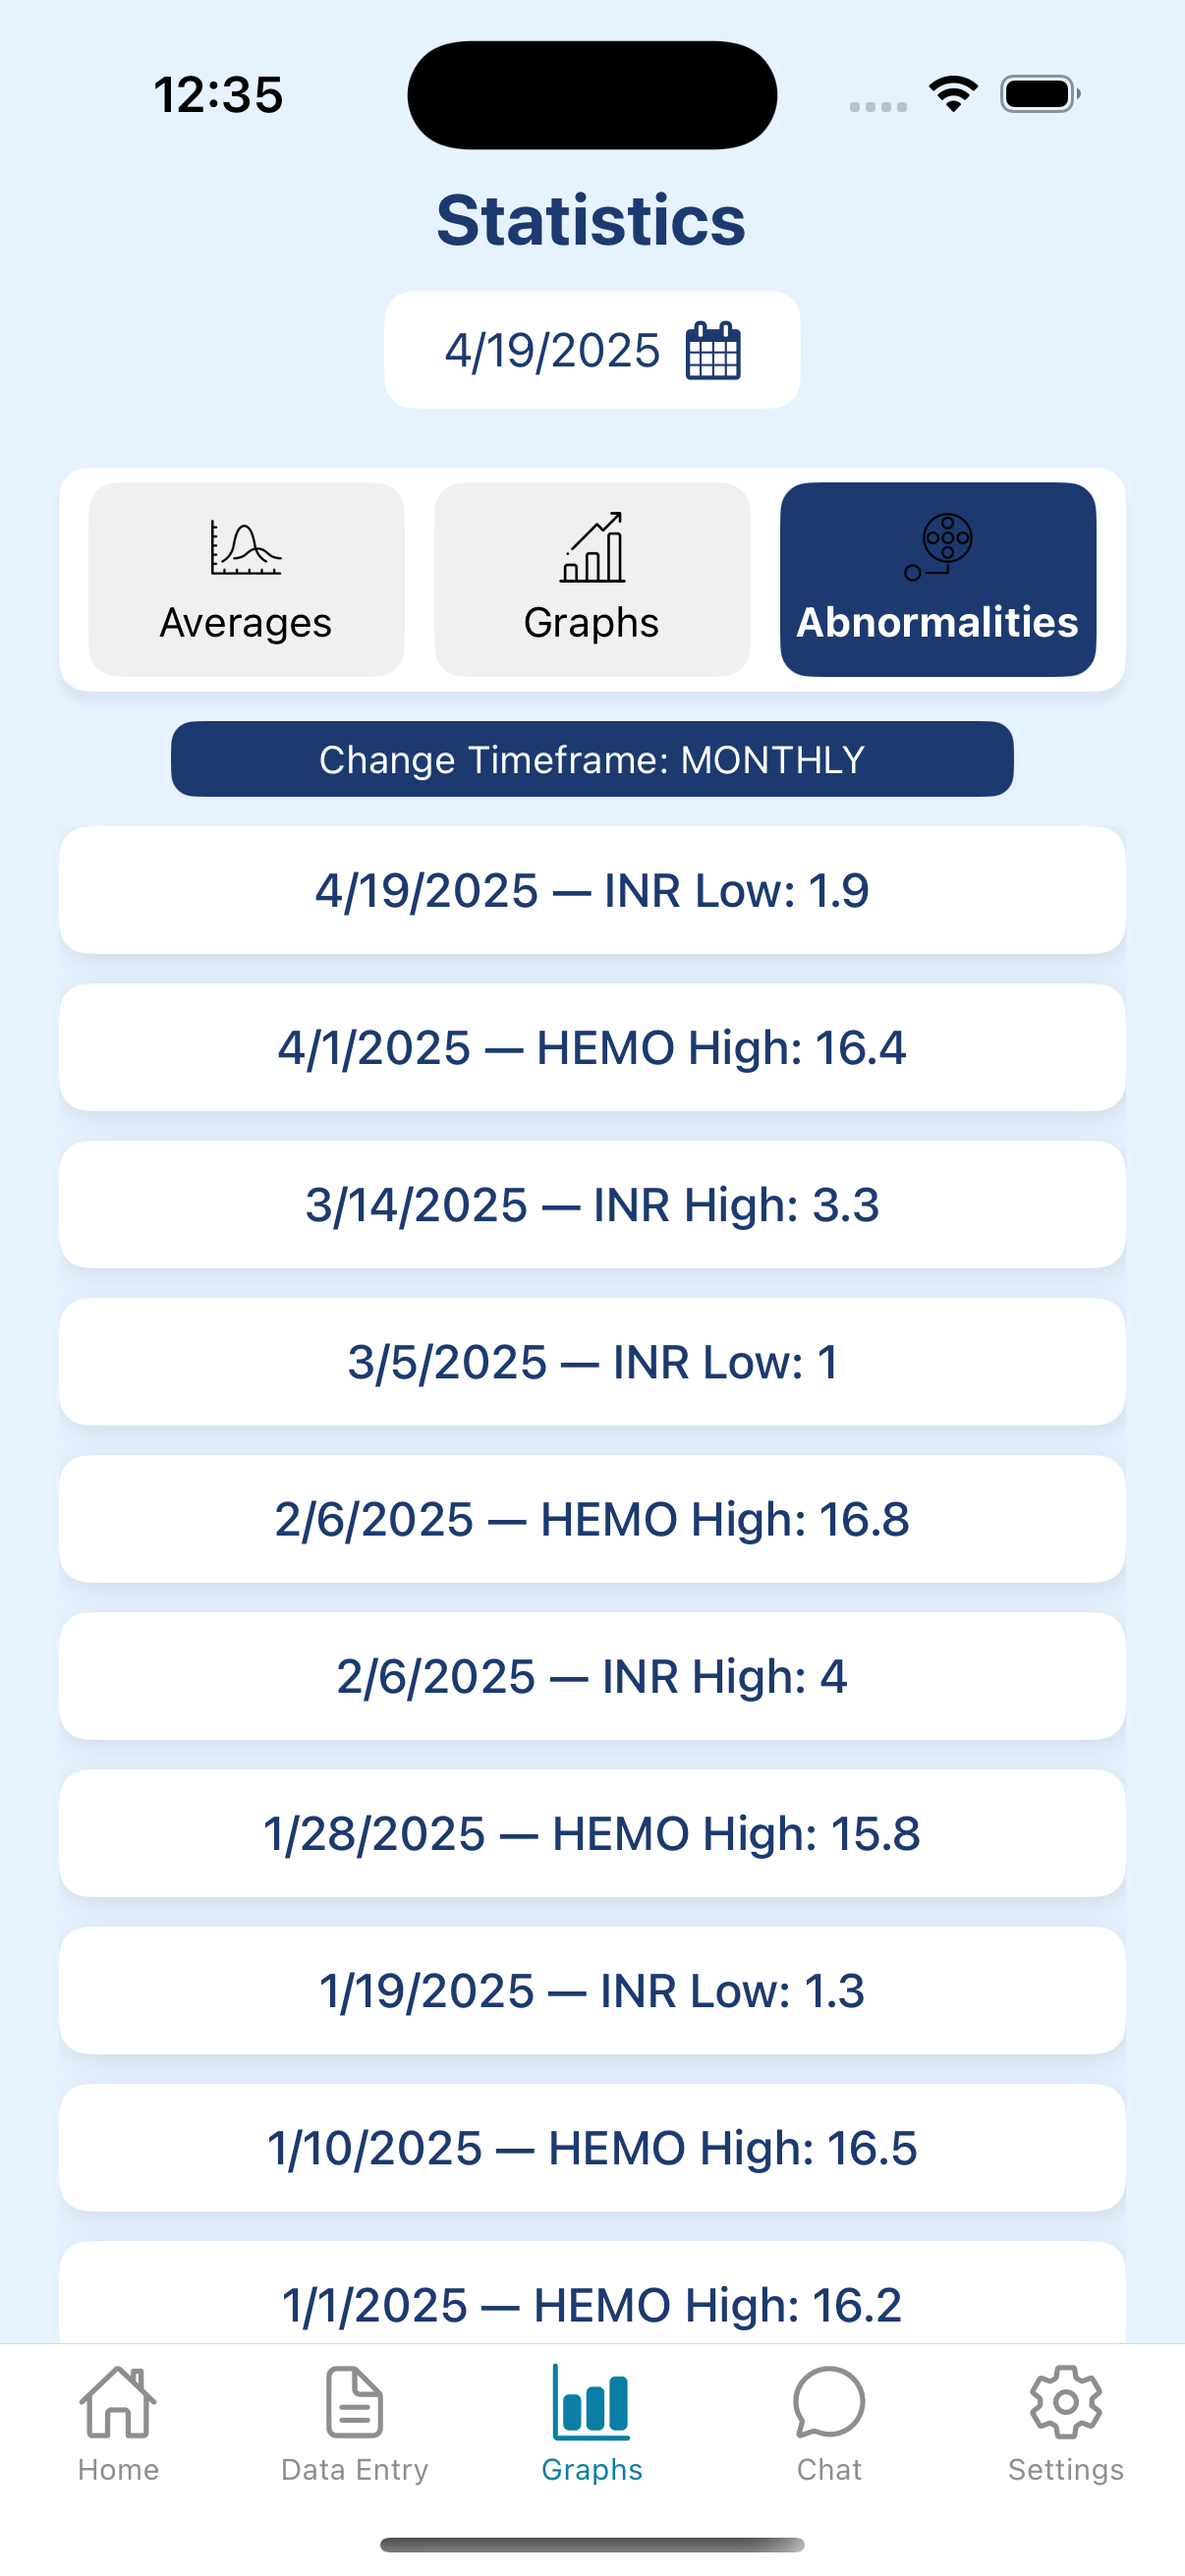 12:35
Statistics
4/19/2025
Averages
Graphs
Abnormalities
Change Timeframe: MONTHLY
4/19/2025 — INR Low: 1.9
4/1/2025 — HEMO High: 16.4
3/14/2025 — INR High: 3.3
3/5/2025 — INR Low: 1
2/6/2025 — HEMO High: 16.8
2/6/2025 — INR High: 4
1/28/2025 — HEMO High: 15.8
1/19/2025 — INR Low: 1.3
1/10/2025 — HEMO High: 16.5
1/1/2025 — HEMO High: 16.2
Home
Data Entry
Graphs
Chat
Settings